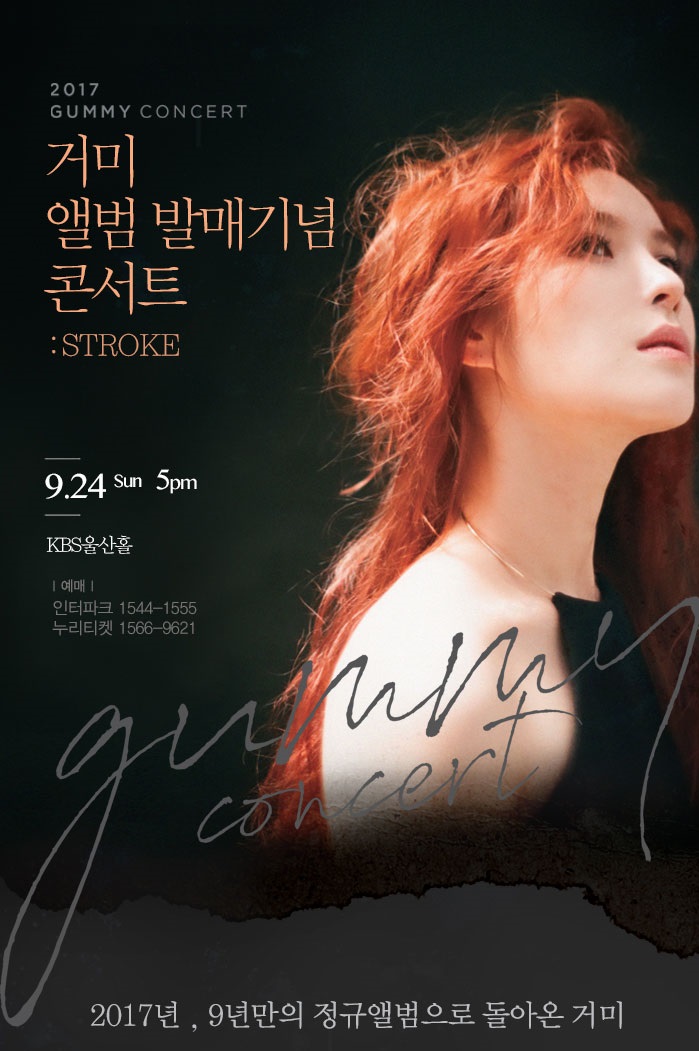 2017
GUMMY CONCERT
거미
앨범 발매기념
콘서트
:STROKE
9.24 Sun 5pm
KBS울산홀
| 예매 |
인터파크 1544-1555
누리티켓 1566-9621
gummy
concert
2017년 , 9년만의 정규앨범으로 돌아온 거미